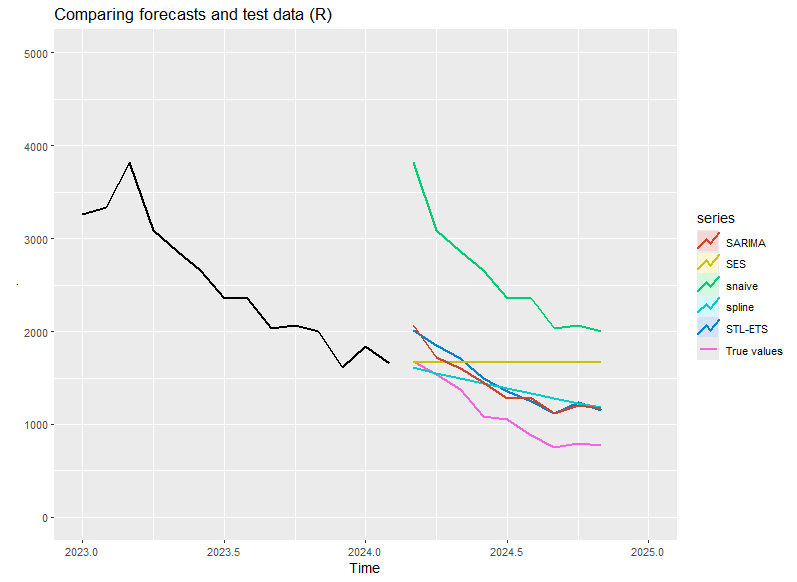 Comparing forecasts and test data (R)
5000
4000
3000
2000
1000
0
.
2023.0
2023.5
2024.0
2024.5
2025.0
Time
series
SARIMA
SES
snaive
spline
STL-ETS
True values